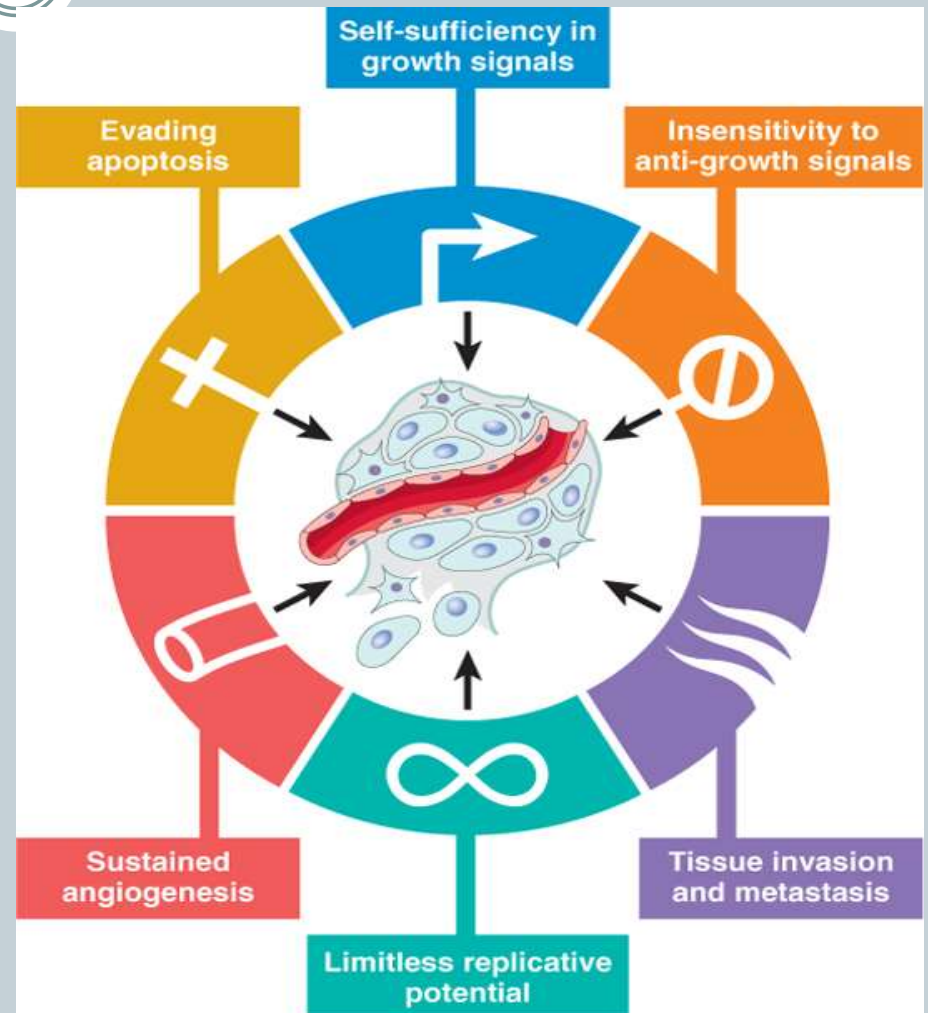 Self-sufficiency in
growth signals
Evading
apoptosis
Insensitivity to
anti-growth signals
Sustained
angiogenesis
Tissue invasion
and metastasis
Limitless replicative
potential